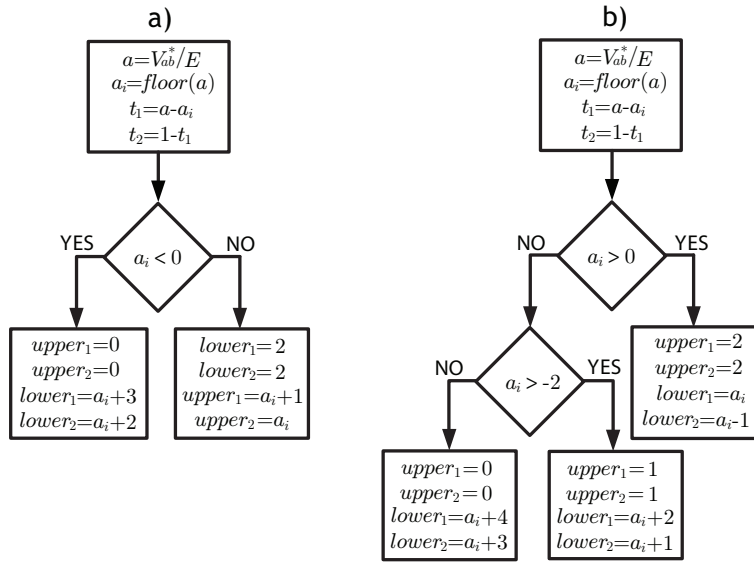 a)
a=V*ab/E
ai=floor(a)
t1=a-ai
t2=1-t1
YES
NO
ai < 0
upper1=0
upper2=0
lower1=ai+3
lower2=ai+2
lower1=2
lower2=2
upper1=ai+1
upper2=ai
b)
a=V*ab/E
ai=floor(a)
t1=a-ai
t2=1-t1
NO
YES
ai > 0
NO
YES
ai > -2
upper1=2
upper2=2
lower1=ai
lower2=ai-1
upper1=0
upper2=0
lower1=ai+4
lower2=ai+3
upper1=1
upper2=1
lower1=ai+2
lower2=ai+1